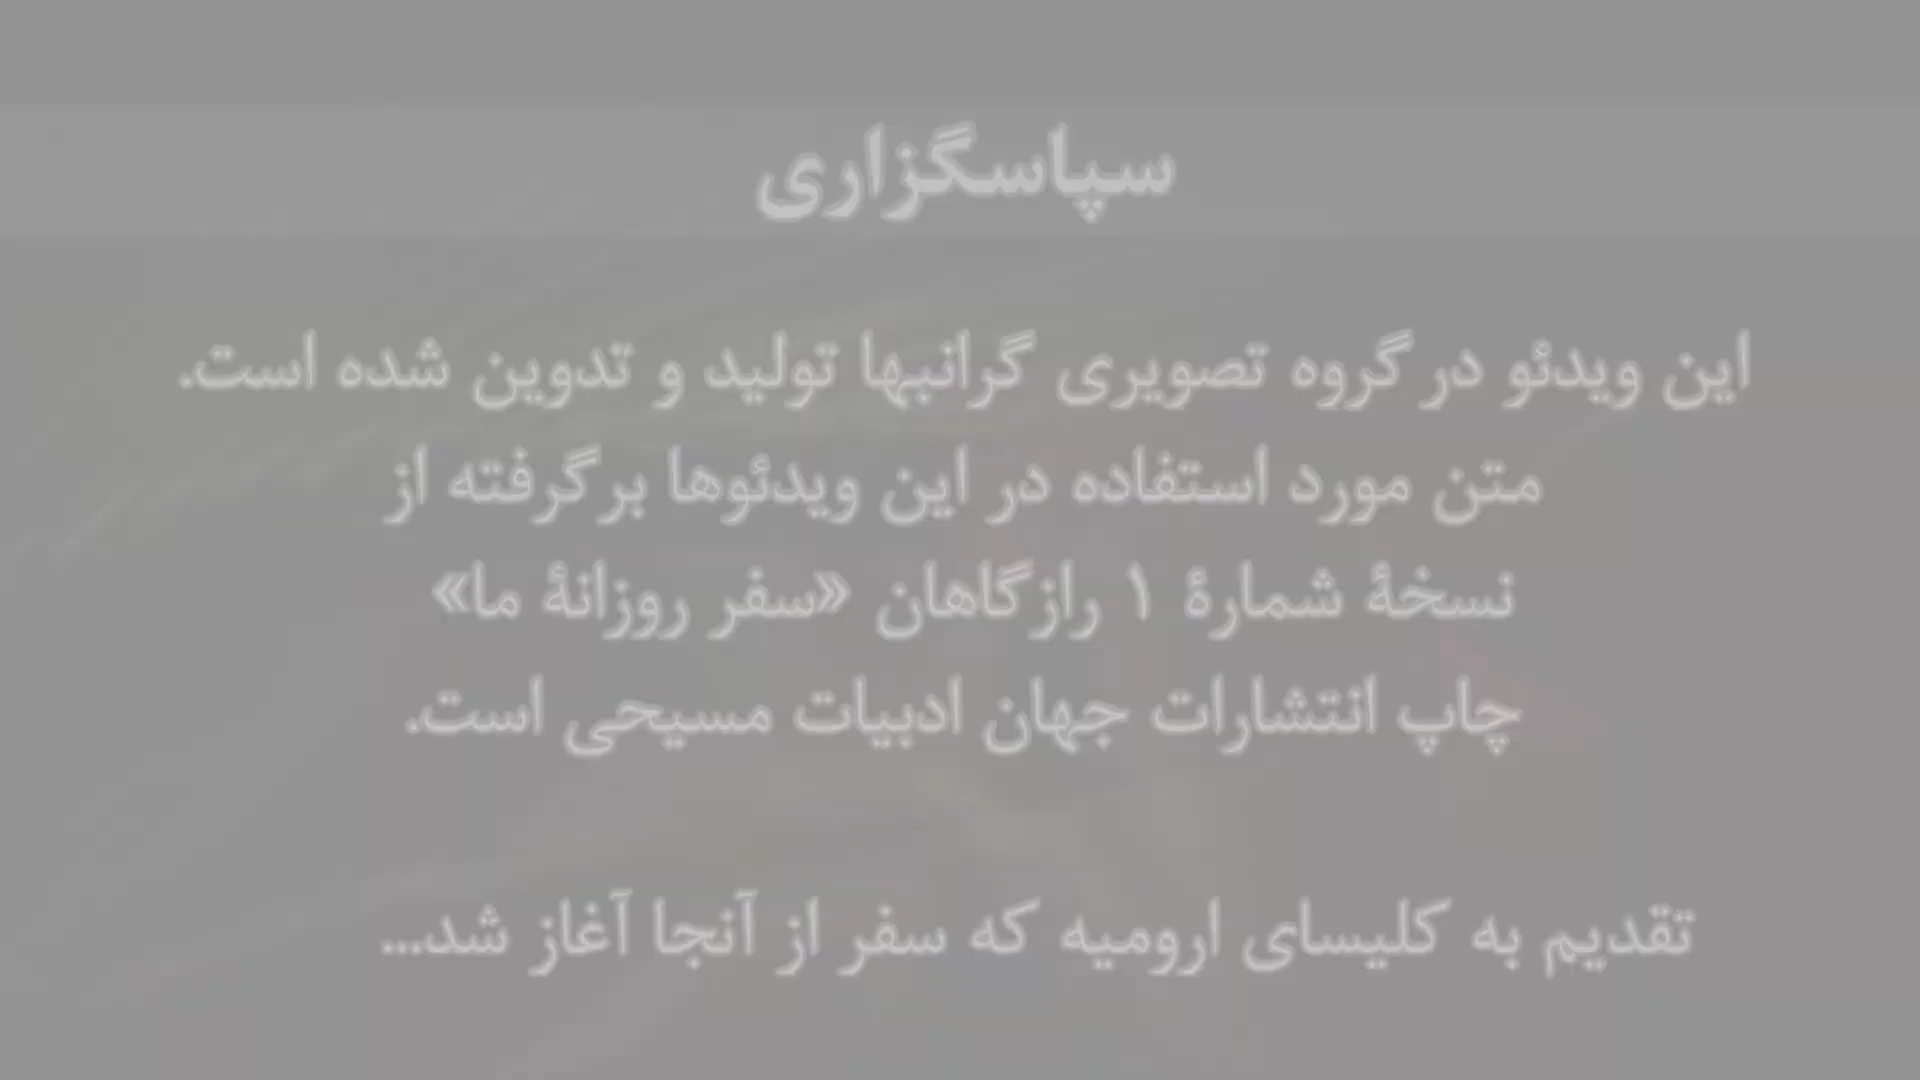 سپاسگزاری
این ویدئو در گروه تصویری گرانبها تولید و تدوین شده است.
متن مورد استفاده در این ویدئوها برگرفته از
نسخهٔ شمارهٔ ۱ رازگاهان «سفر روزانهٔ ما»
چاپ انتشارات جهان ادبیات مسیحی است.
تقدیم به کلیسای ارومیه که سفر از آنجا آغاز شد...